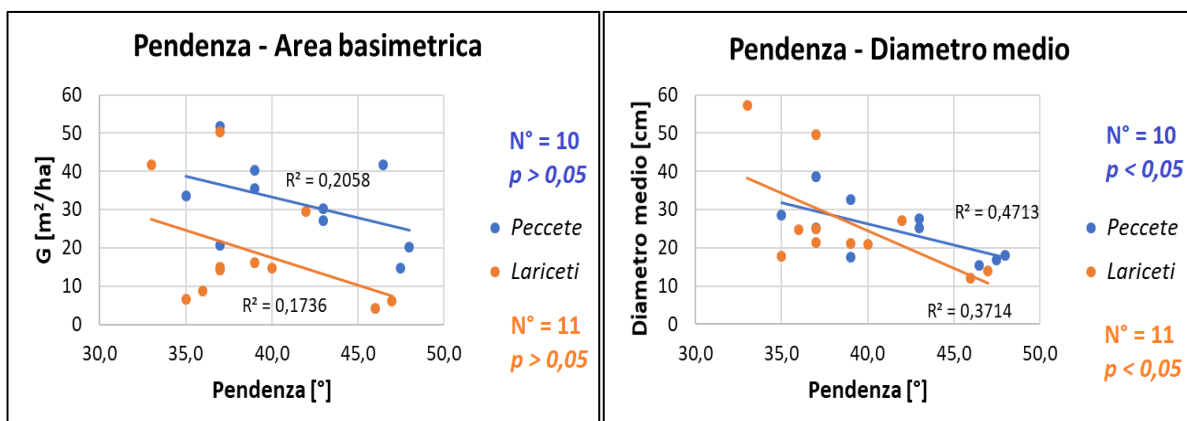 Pendenza - Area basimetrica
G [m²/ha]
60
50
40
30
20
10
0
R² = 0,2058
R² = 0,1736
30,0 35,0 40,0 45,0 50,0
Pendenza [°]
N° = 10
p > 0,05
Peccete
Lariceti
N° = 11
p > 0,05
Pendenza - Diametro medio
Diametro medio [cm]
60
50
40
30
20
10
0
R² = 0,4713
R² = 0,3714
30,0 35,0 40,0 45,0 50,0
Pendenza [°]
N° = 10
p < 0,05
Peccete
Lariceti
N° = 11
p < 0,05